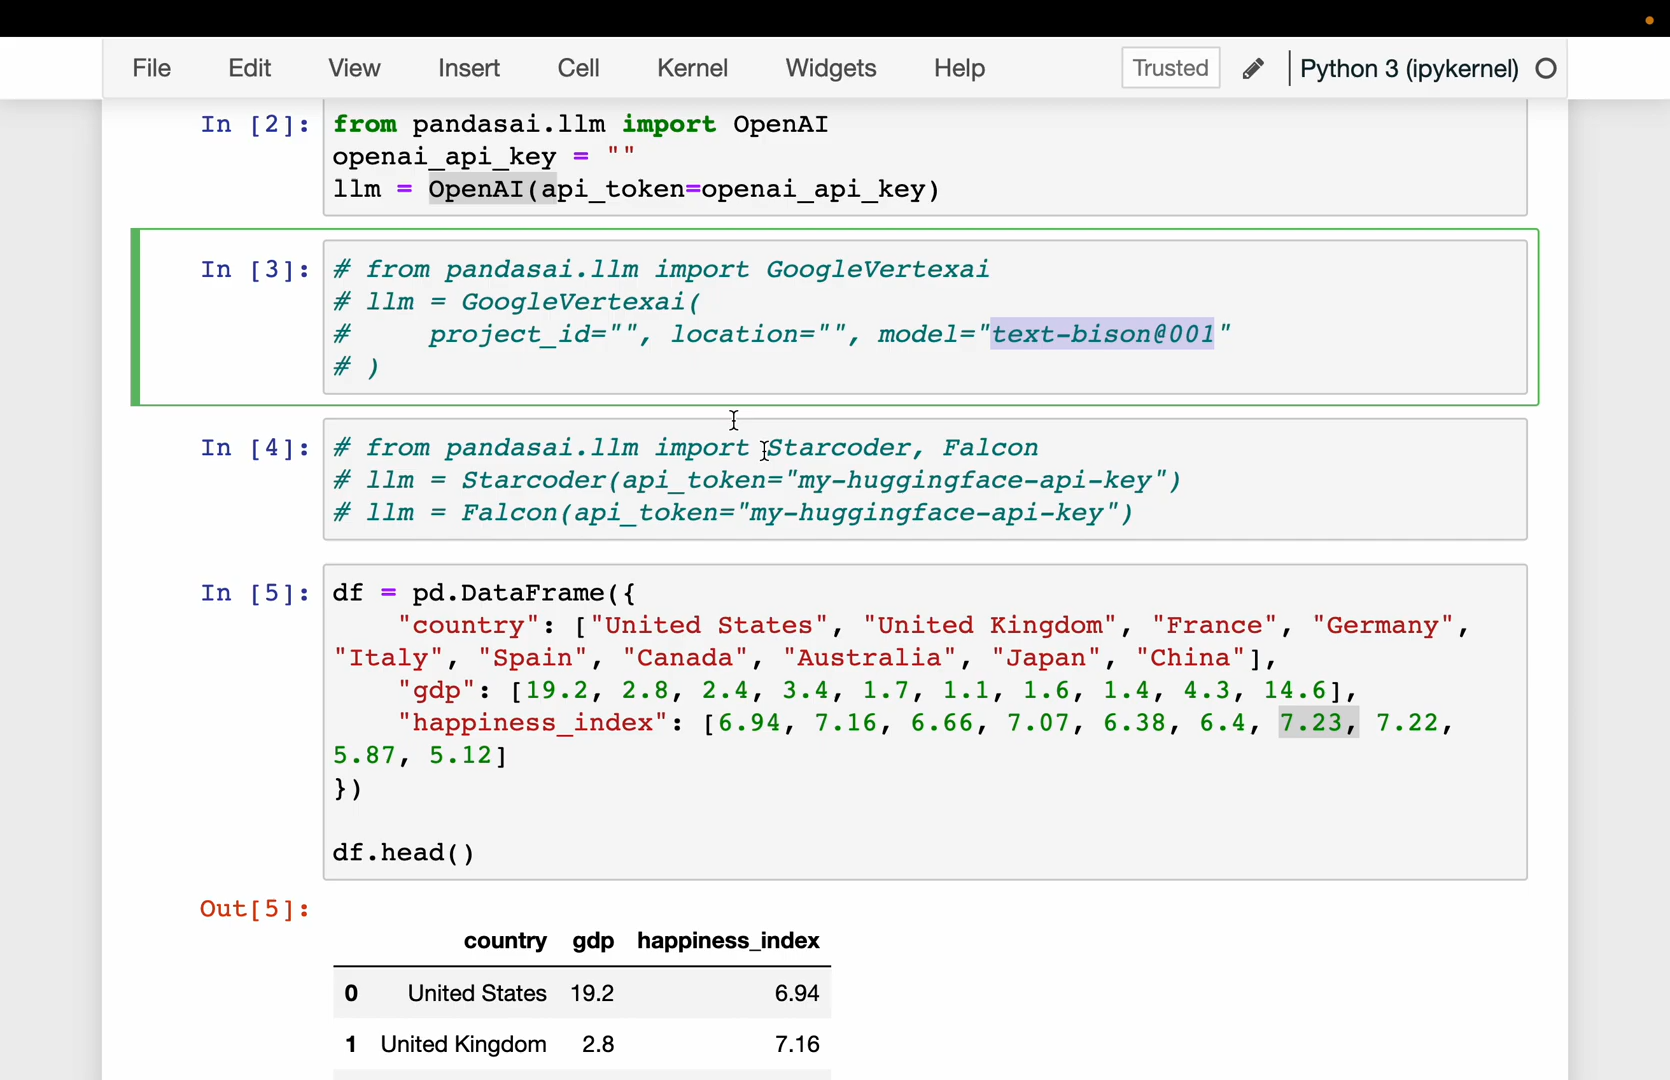 File Edit View Insert Cell Kernel Widgets Help Trusted Python 3 (ipykernel)
In [2]: from pandasai.llm import OpenAI
openai_api_key = ""
llm = OpenAI(api_token=openai_api_key)
In [3]: # from pandasai.llm import GoogleVertexai
# llm = GoogleVertexai(
#     project_id="", location="", model="text-bison@001"
# )
In [4]: # from pandasai.llm import Starcoder, Falcon
# llm = Starcoder(api_token="my-huggingface-api-key")
# llm = Falcon(api_token="my-huggingface-api-key")
In [5]: df = pd.DataFrame({
    "country": ["United States", "United Kingdom", "France", "Germany",
"Italy", "Spain", "Canada", "Australia", "Japan", "China"],
    "gdp": [19.2, 2.8, 2.4, 3.4, 1.7, 1.1, 1.6, 1.4, 4.3, 14.6],
    "happiness_index": [6.94, 7.16, 6.66, 7.07, 6.38, 6.4, 7.23, 7.22,
5.87, 5.12]
})
df.head()
Out[5]:
country gdp happiness_index
0 United States 19.2 6.94
1 United Kingdom 2.8 7.16